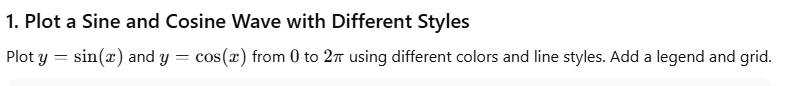 1. Plot a Sine and Cosine Wave with Different Styles
Plot y = sin(x) and y = cos(x) from 0 to 2π using different colors and line styles. Add a legend and grid.